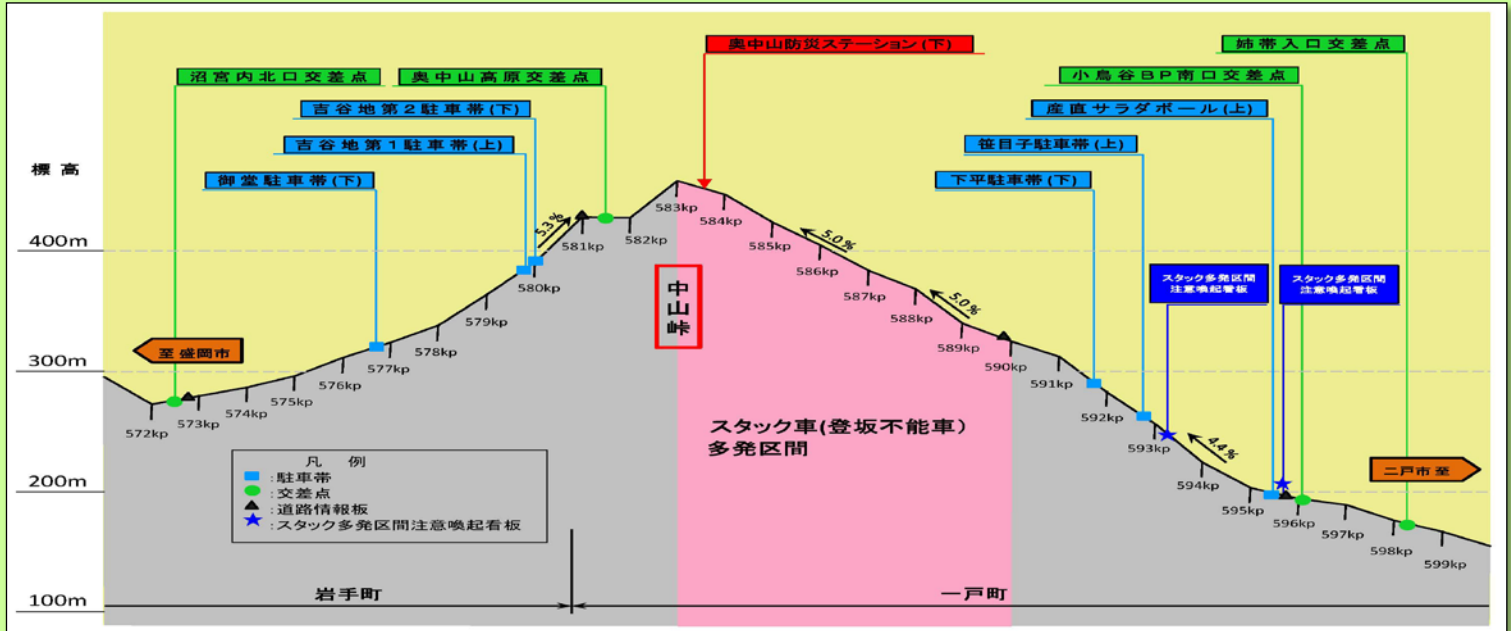 奥中山防災ステーション(下)
姉帯入口交差点
沼宮内北口交差点
奥中山高原交差点
小鳥谷BP南口交差点
吉谷地第2駐車帯(下)
産直サラダボール(上)
吉谷地第1駐車帯(上)
笹目子駐車帯(上)
御堂駐車帯(下)
下平駐車帯(下)
標高
400m
300m
200m
100m
5.3%
5.0%
5.0%
4.4%
中山峠
スタック多発区間
注意喚起看板
スタック多発区間
注意喚起看板
至盛岡市
二戸市至
572kp
573kp
574kp
575kp
576kp
577kp
578kp
579kp
580kp
581kp
582kp
583kp
584kp
585kp
586kp
587kp
588kp
589kp
590kp
591kp
592kp
593kp
594kp
595kp
596kp
597kp
598kp
599kp
スタック車(登坂不能車)
多発区間
凡 例
:駐車帯
:交差点
:道路情報板
:スタック多発区間注意喚起看板
岩手町
一戸町